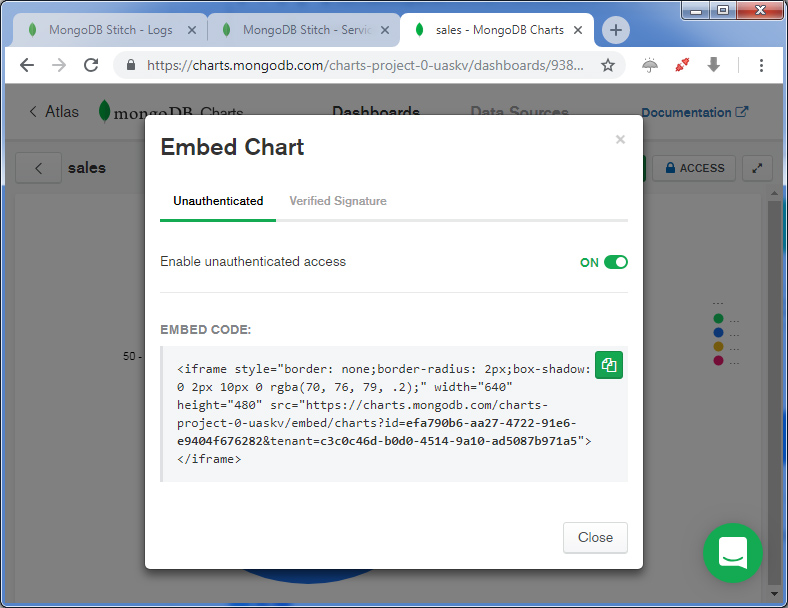 MongoDB Stitch - Logs
MongoDB Stitch - Servic
sales - MongoDB Charts
https://charts.mongodb.com/charts-project-0-uaskv/dashboards/938...
Atlas
mongoDB Charts
Dashboards
Data Sources
Documentation
sales
ACCESS
Embed Chart
Unauthenticated
Verified Signature
Enable unauthenticated access
ON
EMBED CODE:
<iframe style="border: none;border-radius: 2px;box-shadow:
0 2px 10px 0 rgba(70, 76, 79, .2);" width="640"
height="480" src="https://charts.mongodb.com/charts-
project-0-uaskv/embed/charts?id=efa790b6-aa27-4722-91e6-
e9404f676282&tenant=c3c0c46d-b0d0-4514-9a10-ad5087b971a5">
</iframe>
Close
50
...
...
...
...
...